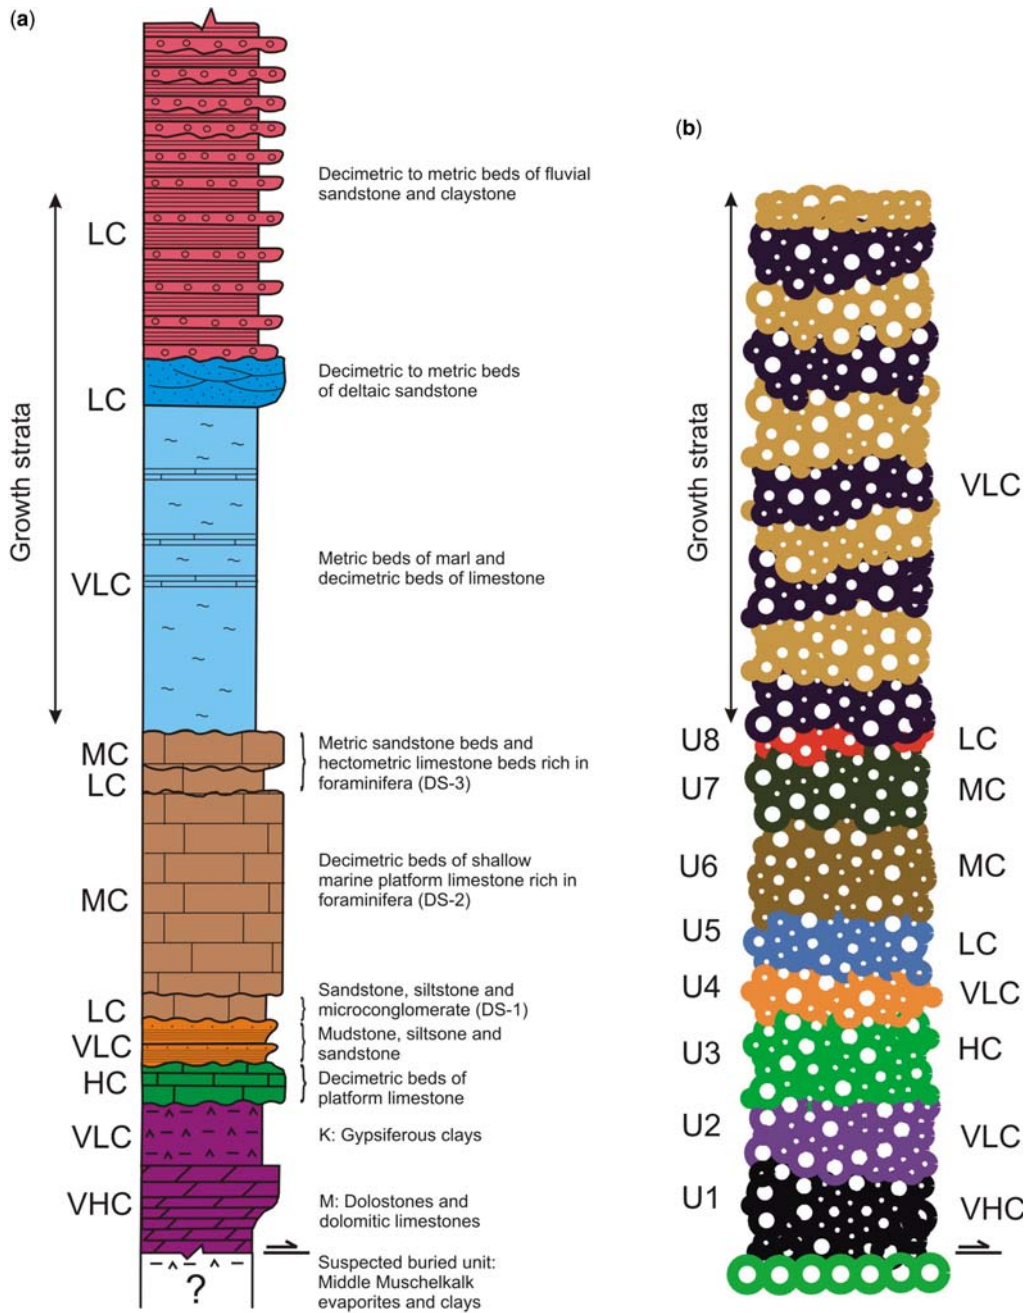 (a)
LC
Decimetric to metric beds of fluvial
sandstone and claystone
Growth strata
LC
Decimetric to metric beds
of deltaic sandstone
VLC
Metric beds of marl and
decimetric beds of limestone
MC
LC
Metric sandstone beds and
hectometric limestone beds rich in
foraminifera (DS-3)
MC
Decimetric beds of shallow
marine platform limestone rich in
foraminifera (DS-2)
LC
Sandstone, siltstone and
microconglomerate (DS-1)
VLC
Mudstone, siltsone and
sandstone
HC
Decimetric beds of
platform limestone
VLC
K: Gypsiferous clays
VHC
M: Dolostones and
dolomitic limestones
?
Suspected buried unit:
Middle Muschelkalk
evaporites and clays
(b)
Growth strata
VLC
U8
LC
U7
MC
U6
MC
U5
LC
U4
VLC
U3
HC
U2
VLC
U1
VHC